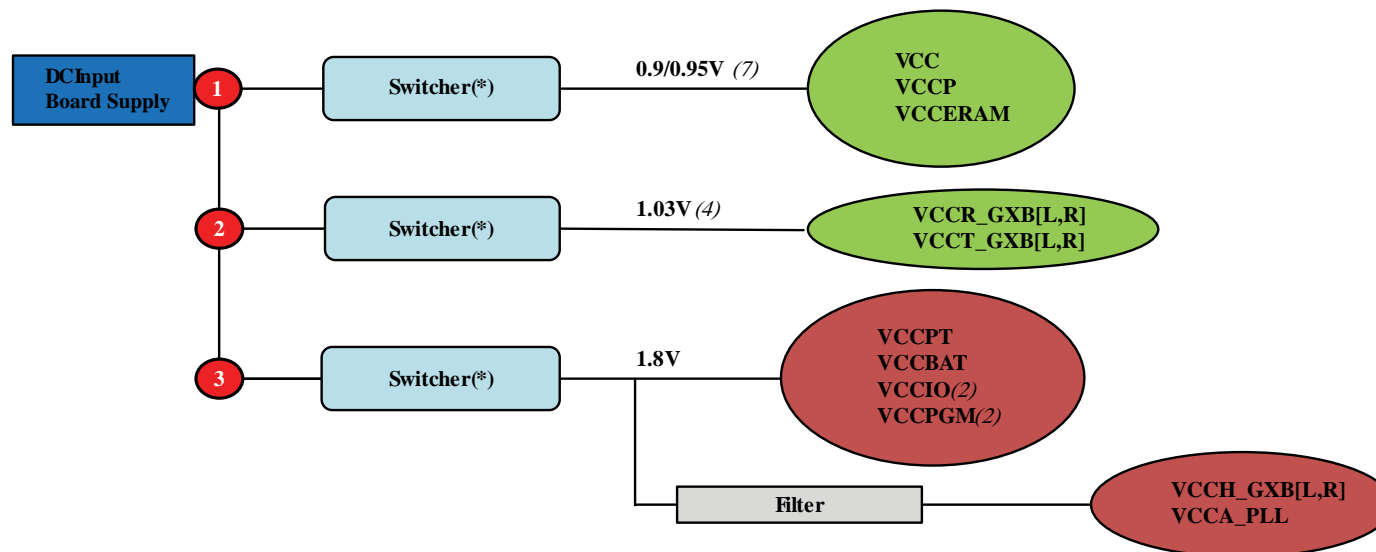 DCInput
Board Supply
1
Switcher(*)
0.9/0.95V (7)
VCC
VCCP
VCCERAM
2
Switcher(*)
1.03V (4)
VCCR_GXB[L,R]
VCCT_GXB[L,R]
3
Switcher(*)
1.8V
VCCPT
VCCBAT
VCCIO(2)
VCCPGM(2)
Filter
VCCH_GXB[L,R]
VCCA_PLL